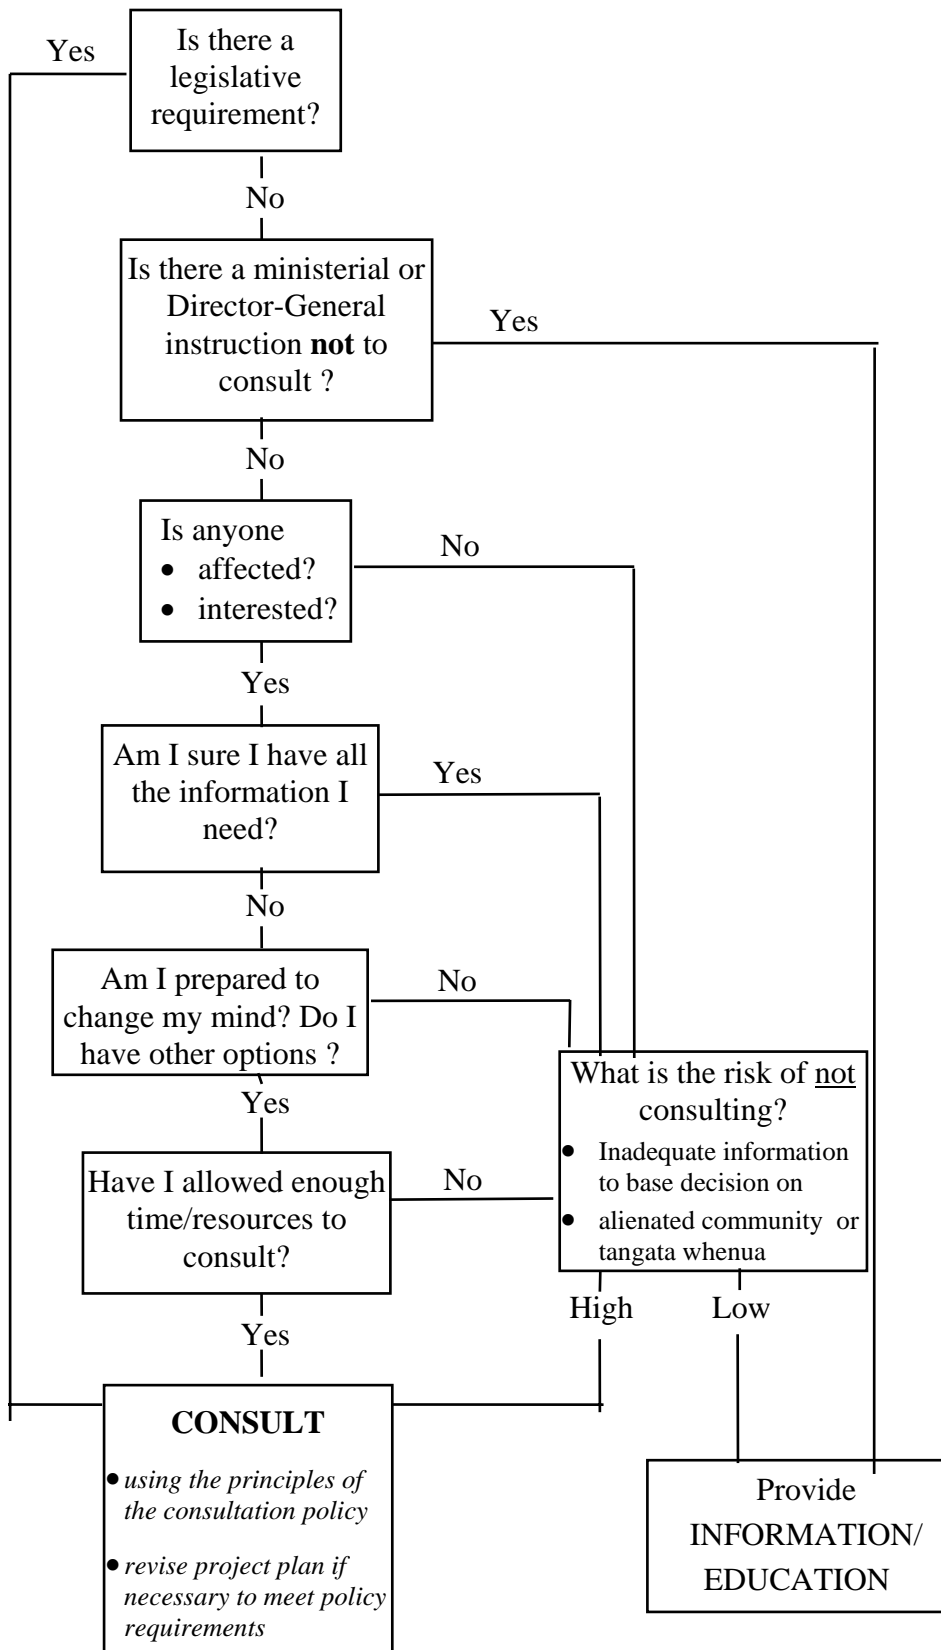 Yes
Is there a
legislative
requirement?
No
Is there a ministerial or
Director-General
instruction not to
consult ?
Yes
No
Is anyone
• affected?
• interested?
No
Yes
Am I sure I have all
the information I
need?
Yes
No
Am I prepared to
change my mind? Do I
have other options ?
No
Yes
Have I allowed enough
time/resources to
consult?
No
What is the risk of not
consulting?
• Inadequate information
to base decision on
• alienated community or
tangata whenua
High
Low
Yes
CONSULT
• using the principles of
the consultation policy
• revise project plan if
necessary to meet policy
requirements
Provide
INFORMATION/
EDUCATION